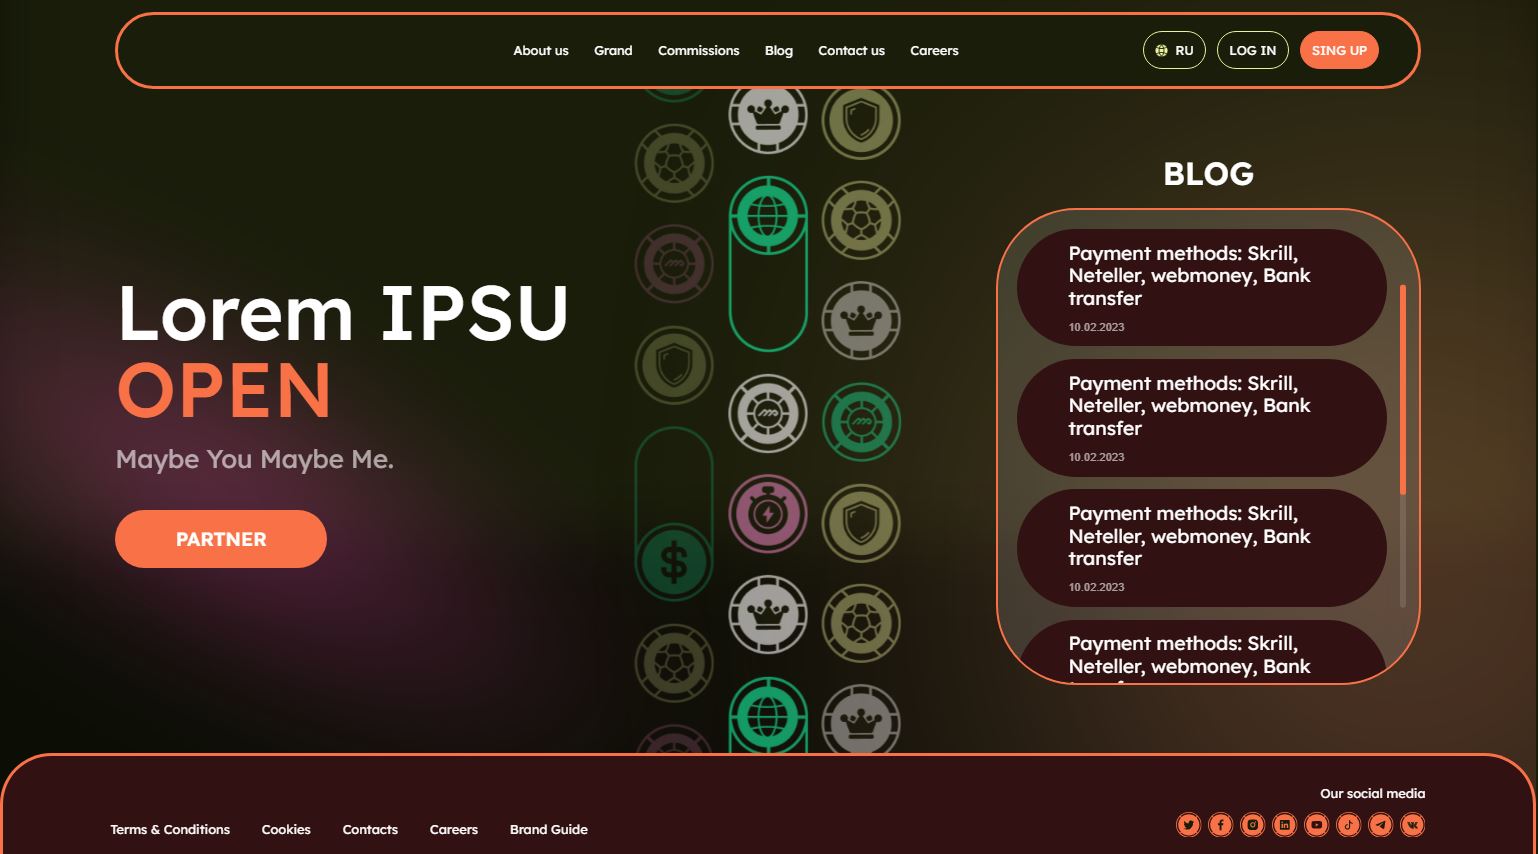 About us Grand Commissions Blog Contact us Careers RU LOG IN SING UP
BLOG
Payment methods: Skrill,
Neteller, webmoney, Bank
transfer
10.02.2023
Payment methods: Skrill,
Neteller, webmoney, Bank
transfer
10.02.2023
Payment methods: Skrill,
Neteller, webmoney, Bank
transfer
10.02.2023
Payment methods: Skrill,
Neteller, webmoney, Bank
Lorem IPSU
OPEN
Maybe You Maybe Me.
PARTNER
$
Our social media
Terms & Conditions Cookies Contacts Careers Brand Guide